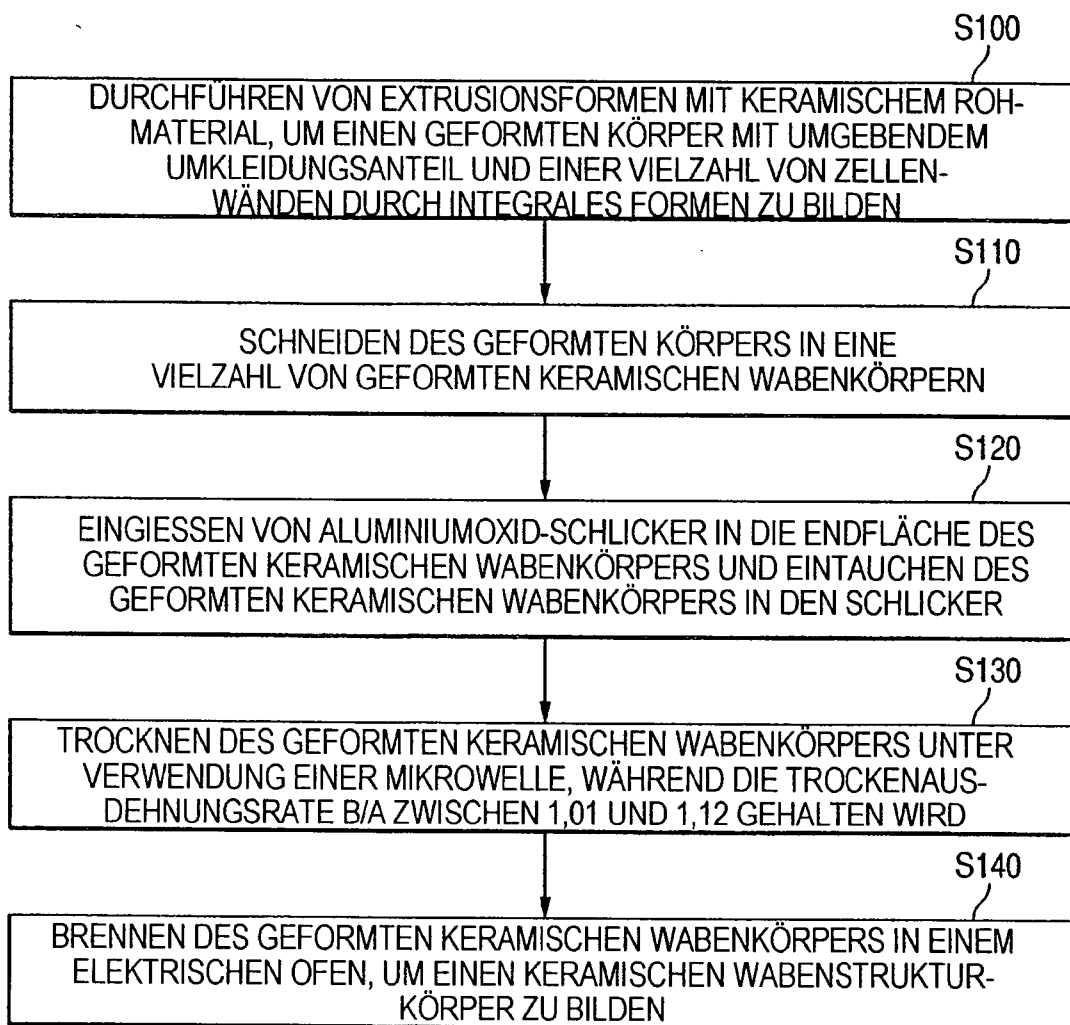 S100
DURCHFÜHREN VON EXTRUSIONSFORMEN MIT KERAMISCHEM ROH-
MATERIAL, UM EINEN GEFORMTEN KÖRPER MIT UMGEBENDEM
UMKLEIDUNGSANTEIL UND EINER VIELZAHL VON ZELLEN-
WÄNDEN DURCH INTEGRALES FORMEN ZU BILDEN
S110
SCHNEIDEN DES GEFORMTEN KÖRPERS IN EINE
VIELZAHL VON GEFORMTEN KERAMISCHEN WABENKÖRPERN
S120
EINGIESSEN VON ALUMINIUMOXID-SCHLICKER IN DIE ENDFLÄCHE DES
GEFORMTEN KERAMISCHEN WABENKÖRPERS UND EINTAUCHEN DES
GEFORMTEN KERAMISCHEN WABENKÖRPERS IN DEN SCHLICKER
S130
TROCKNEN DES GEFORMTEN KERAMISCHEN WABENKÖRPERS UNTER
VERWENDUNG EINER MIKROWELLE, WÄHREND DIE TROCKENAUS-
DEHNUNGSRATE B/A ZWISCHEN 1,01 UND 1,12 GEHALTEN WIRD
S140
BRENNEN DES GEFORMTEN KERAMISCHEN WABENKÖRPERS IN EINEM
ELEKTRISCHEN OFEN, UM EINEN KERAMISCHEN WABENSTRUKTUR-
KÖRPER ZU BILDEN